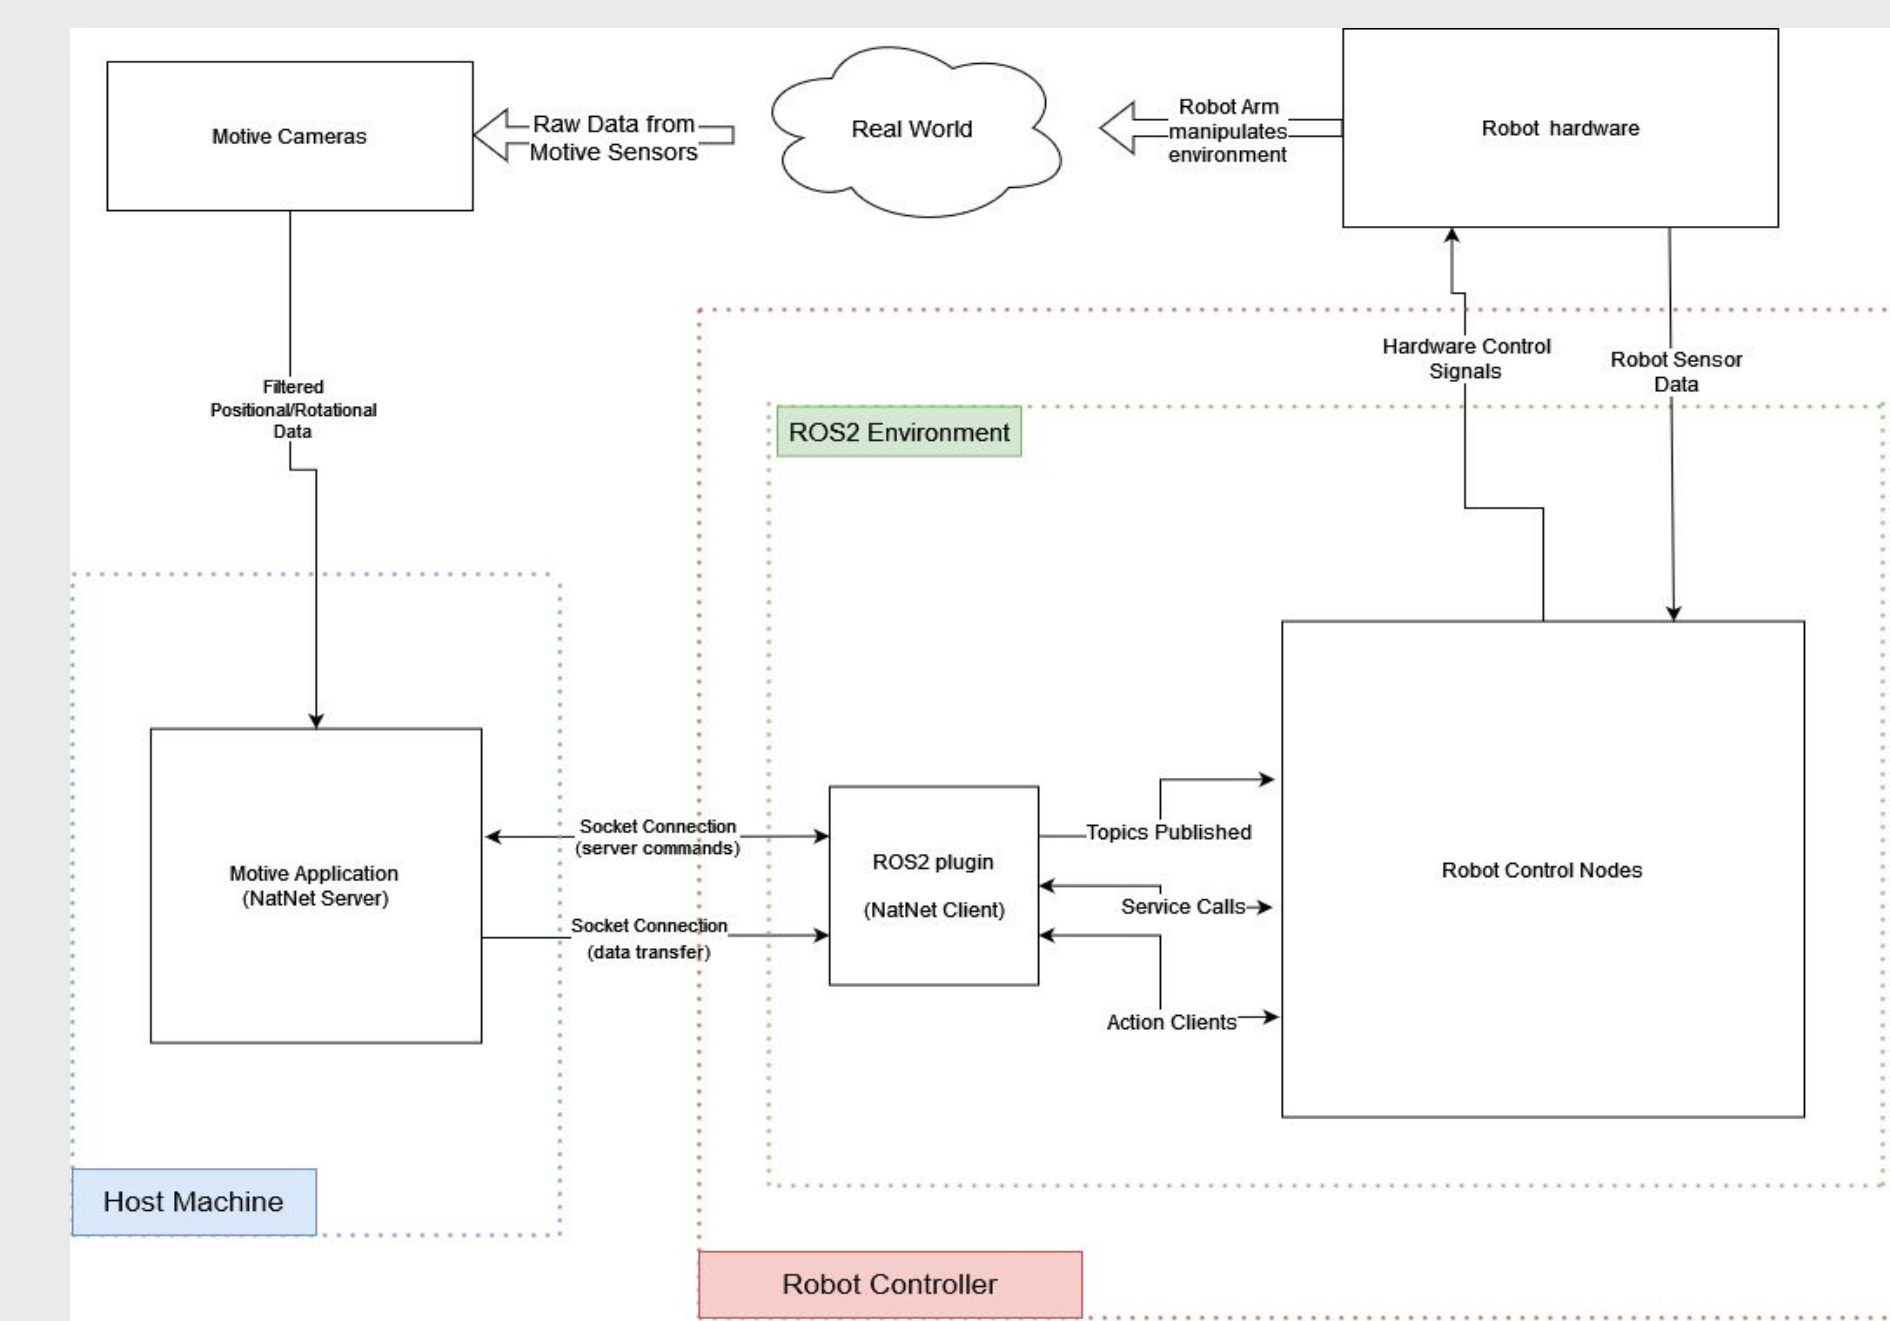 Motive Cameras
Raw Data from
Motive Sensors
Real World
Robot Arm
manipulates
environment
Robot hardware
Hardware Control
Signals
Robot Sensor
Data
Filtered
Positional/Rotational
Data
ROS2 Environment
Motive Application
(NatNet Server)
Socket Connection
(server commands)
Socket Connection
(data transfer)
ROS2 plugin
(NatNet Client)
Topics Published
Service Calls
Action Clients
Robot Control Nodes
Host Machine
Robot Controller